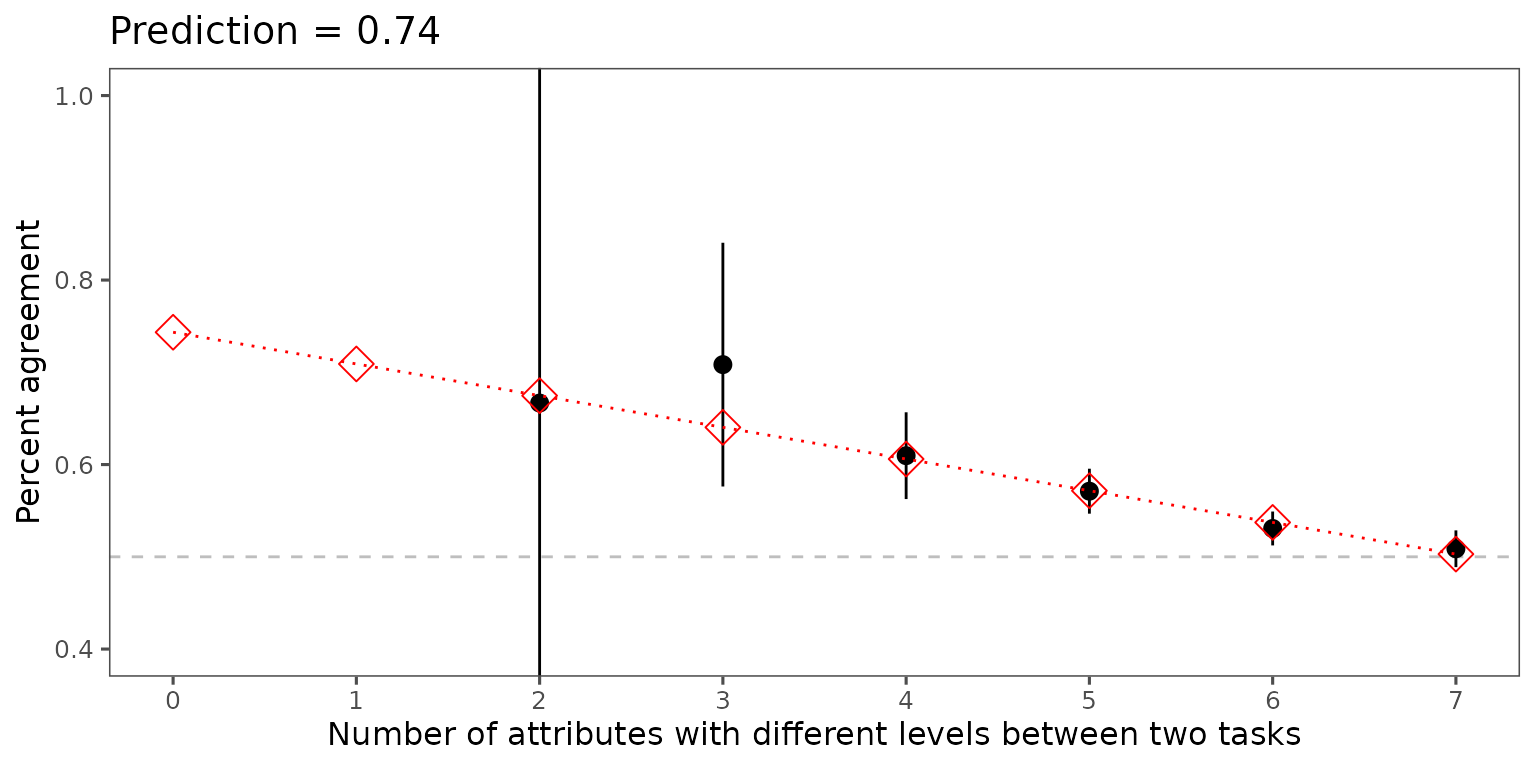 Prediction = 0.74
Percent agreement
1.0
0.8
0.6
0.4
0 1 2 3 4 5 6 7
Number of attributes with different levels between two tasks